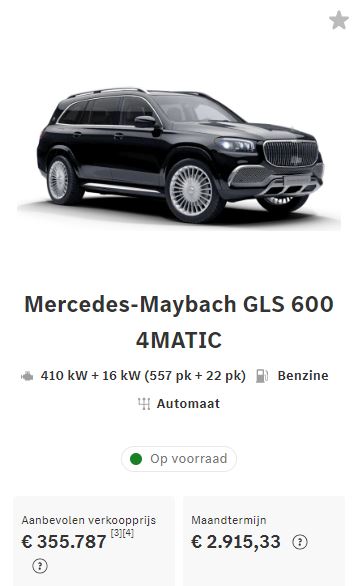 Mercedes-Maybach GLS 600
4MATIC
410 kW + 16 kW (557 pk + 22 pk) Benzine
Automaat
Op voorraad
Aanbevolen verkoopprijs
€ 355.787 [3][4]
?
Maandtermijn
€ 2.915,33 ?